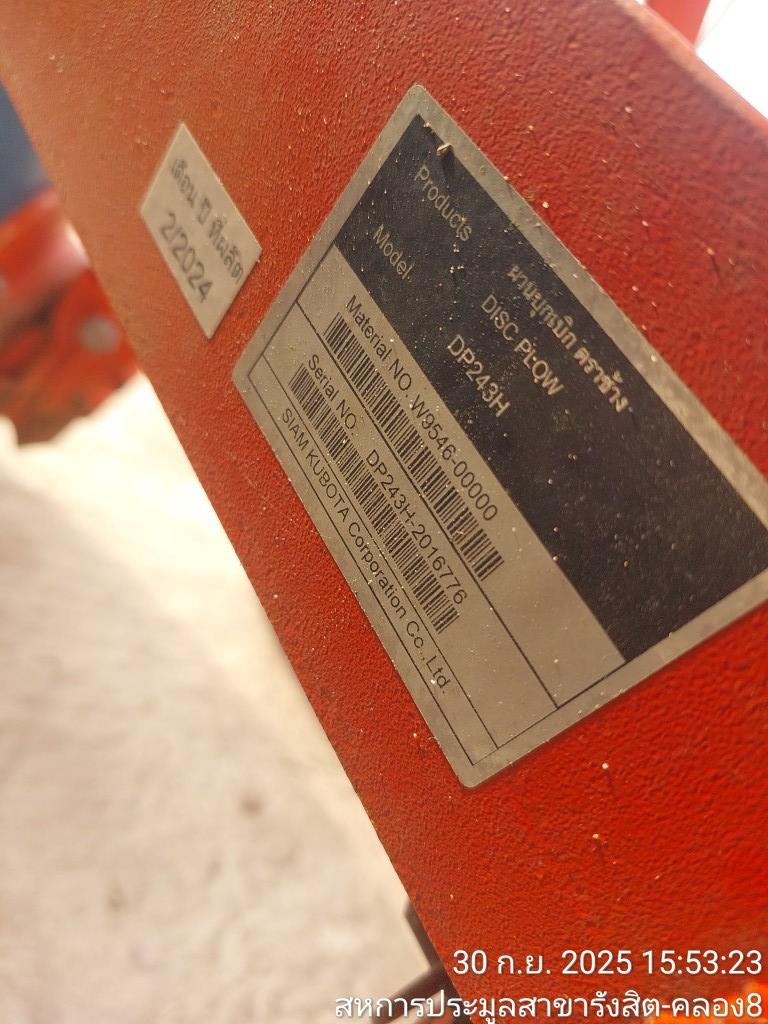 เดือน ปี ที่ผลิต
2/2024
Products ผานบุกเบิก ตราช้าง
DISC PLOW
Model. DP243H
Material NO. W9546-00000
Serial NO. DP243H-2016776
SIAM KUBOTA Corporation Co.,Ltd.
30 ก.ย. 2025 15:53:23
สหการประมูลสาขารังสิต-คลอง8